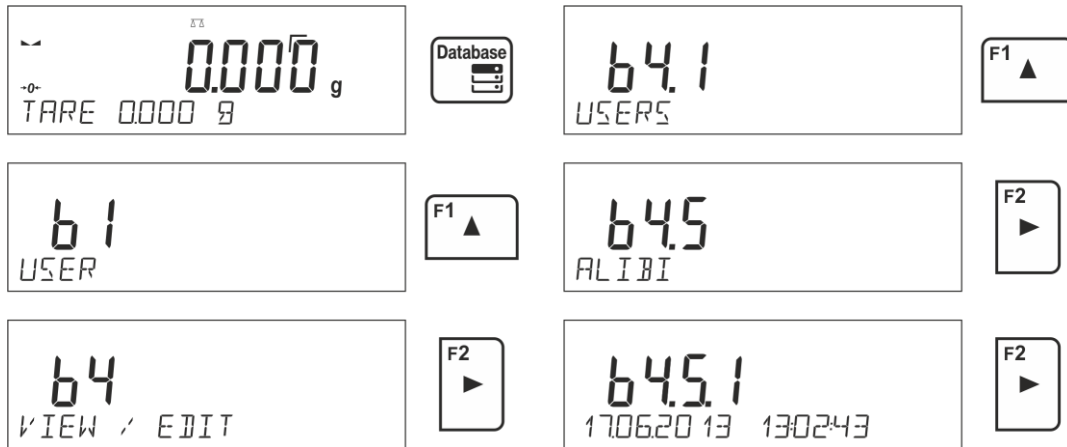 0.000 g
→0←
TARE 0.000 g
Database
b1
USER
F1
b4
VIEW / EDIT
F2
b4.1
USERS
F1
b4.5
ALIBI
F2
b4.5.1
17.06.2013 13:02:43
F2